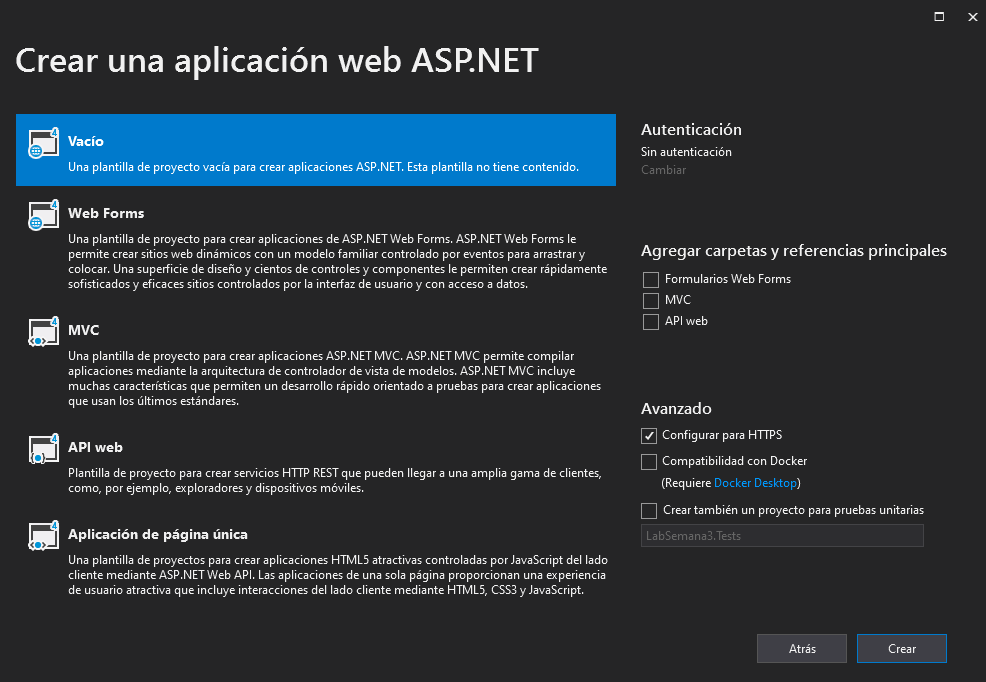 Crear una aplicación web ASP.NET
Vacío
Una plantilla de proyecto vacía para crear aplicaciones ASP.NET. Esta plantilla no tiene contenido.
Web Forms
Una plantilla de proyecto para crear aplicaciones de ASP.NET Web Forms. ASP.NET Web Forms le
permite crear sitios web dinámicos con un modelo familiar controlado por eventos para arrastrar y
colocar. Una superficie de diseño y cientos de controles y componentes le permiten crear rápidamente
sofisticados y eficaces sitios controlados por la interfaz de usuario y con acceso a datos.
MVC
Una plantilla de proyecto para crear aplicaciones ASP.NET MVC. ASP.NET MVC permite compilar
aplicaciones mediante la arquitectura de controlador de vista de modelos. ASP.NET MVC incluye
muchas características que permiten un desarrollo rápido orientado a pruebas para crear aplicaciones
que usan los últimos estándares.
API web
Plantilla de proyecto para crear servicios HTTP REST que pueden llegar a una amplia gama de clientes,
como, por ejemplo, exploradores y dispositivos móviles.
Aplicación de página única
Una plantilla de proyectos para crear aplicaciones HTML5 atractivas controladas por JavaScript del lado
cliente mediante ASP.NET Web API. Las aplicaciones de una sola página proporcionan una experiencia
de usuario atractiva que incluye interacciones del lado cliente mediante HTML5, CSS3 y JavaScript.
Autenticación
Sin autenticación
Cambiar
Agregar carpetas y referencias principales
Formularios Web Forms
MVC
API web
Avanzado
Configurar para HTTPS
Compatibilidad con Docker
(Requiere Docker Desktop)
Crear también un proyecto para pruebas unitarias
LabSemana3.Tests
Atrás
Crear